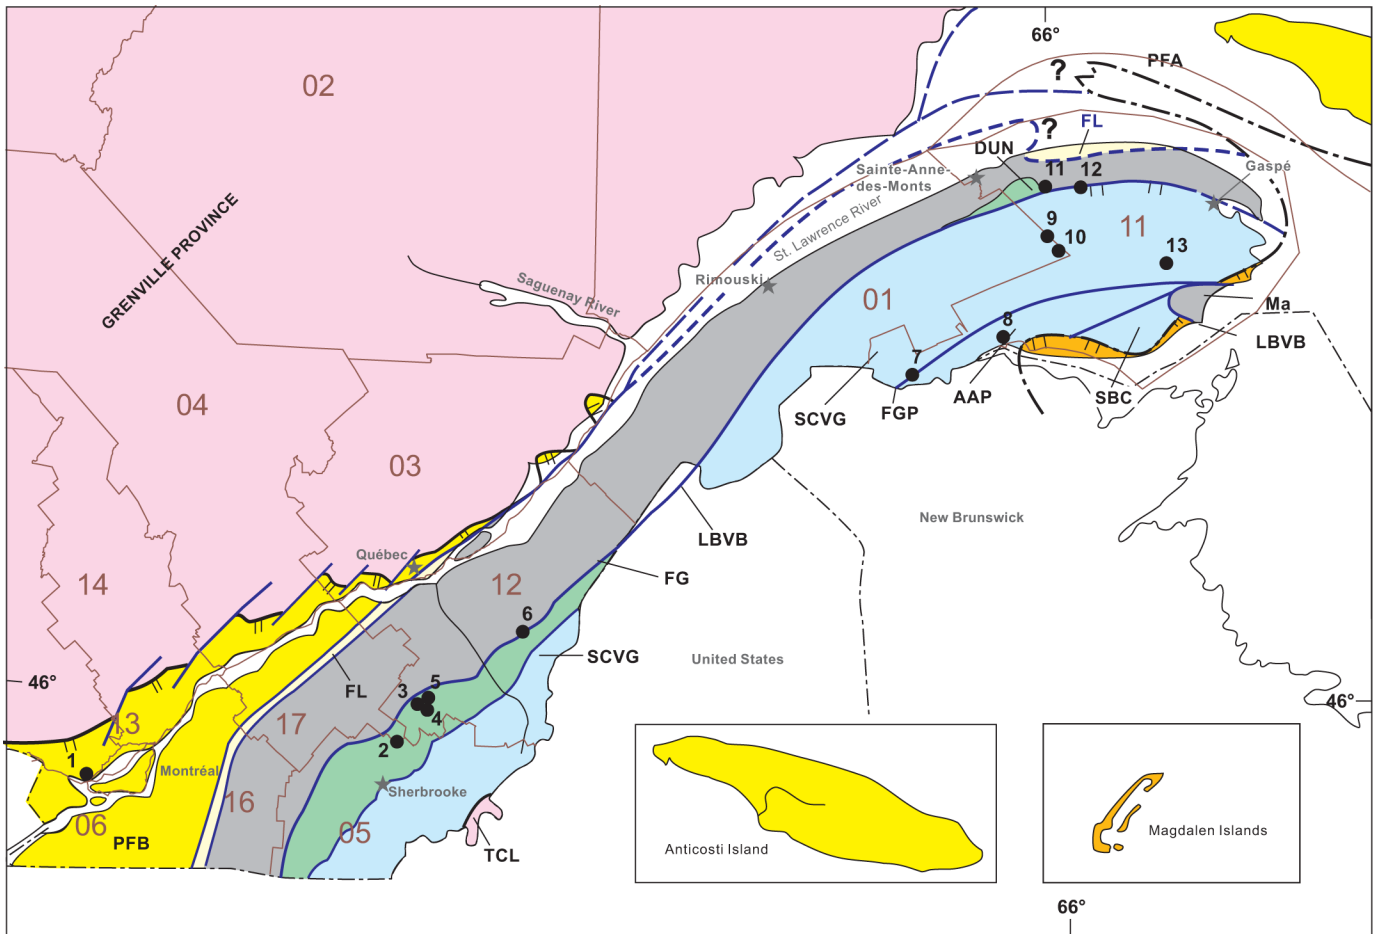 66°
PFA
?
02
?
FL
DUN
Sainte-Anne-
des-Monts
11
12
Gaspé
St. Lawrence River
GRENVILLE PROVINCE
9
10
11
13
Saguenay River
Rimouski
01
Ma
8
LBVB
7
04
SCVG
FGP
AAP
SBC
03
New Brunswick
LBVB
Québec
FG
14
12
6
SCVG
United States
46°
FL
5
3
4
46°
13
17
2
1
Montréal
Sherbrooke
16
06
05
PFB
TCL
Anticosti Island
Magdalen Islands
66°